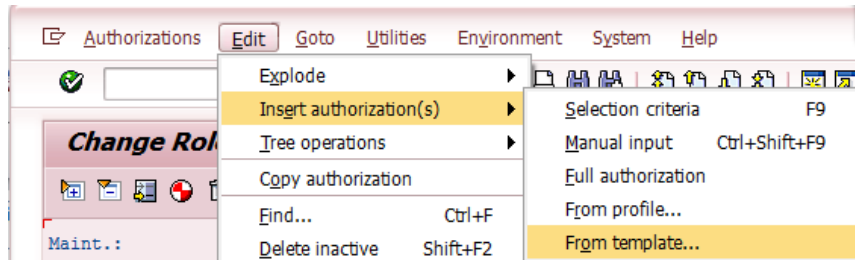 Authorizations Edit Goto Utilities Environment System Help
Explode
Insert authorization(s)
Tree operations
Copy authorization
Find... Ctrl+F
Delete inactive Shift+F2
Selection criteria F9
Manual input Ctrl+Shift+F9
Full authorization
From profile...
From template...
Change Rol
Maint.: